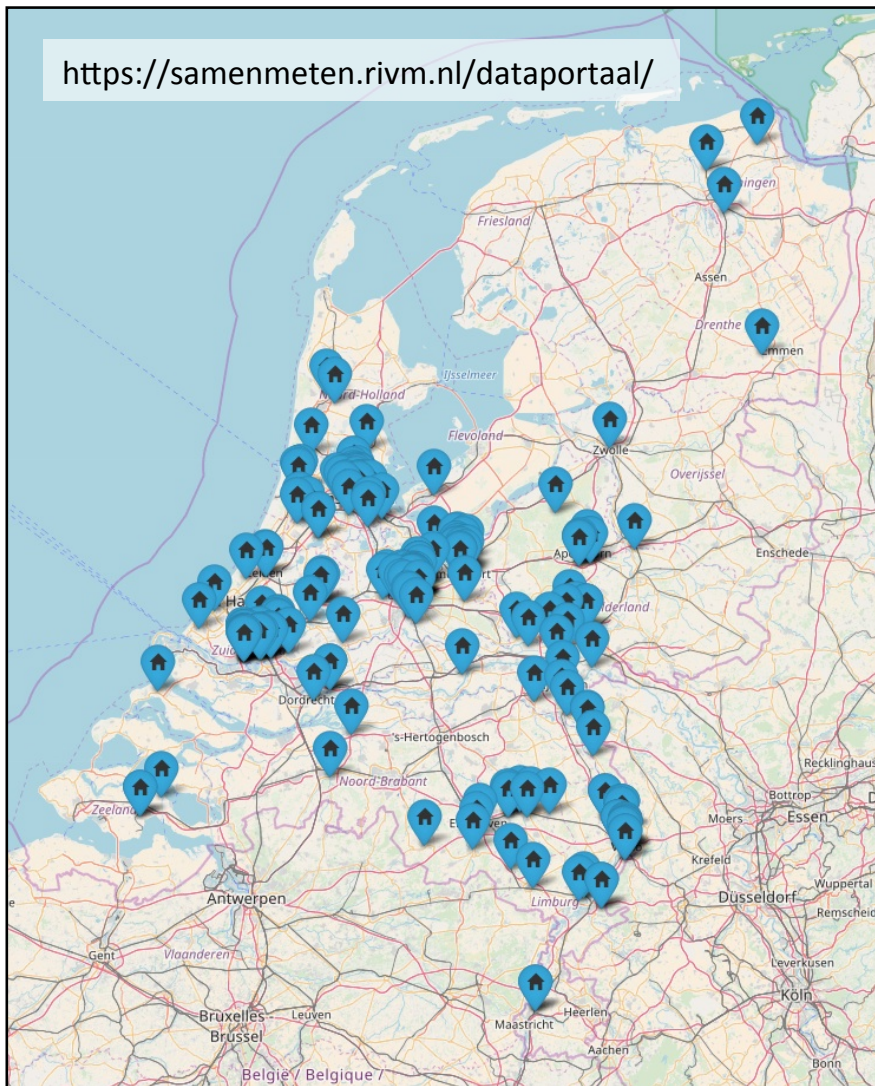 https://samenmeten.rivm.nl/dataportaal/
Friesland
Assen
Drenthe
IJsselmeer
Flevoland
Zwolle
Overijssel
Enschede
Dordrecht
's-Hertogenbosch
Noord-Brabant
Zeeland
Recklinghausen
Bottrop
Essen
Moers
Krefeld
Antwerpen
Limburg
Düsseldorf
Wuppertal
Remscheid
Gent
Vlaanderen
Leverkusen
Bruxelles -
Brussel
Leuven
Maastricht
Heerlen
Köln
Aachen
Bonn
België / Belgique /